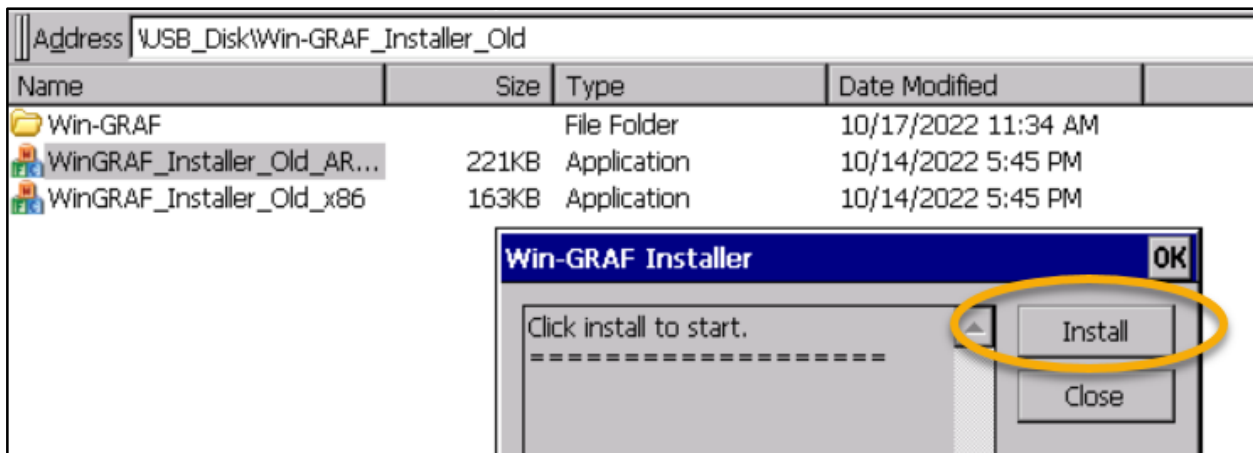 Address \USB_Disk\Win-GRAF_Installer_Old
Name Size Type Date Modified
Win-GRAF File Folder 10/17/2022 11:34 AM
WinGRAF_Installer_Old_AR... 221KB Application 10/14/2022 5:45 PM
WinGRAF_Installer_Old_x86 163KB Application 10/14/2022 5:45 PM
Win-GRAF Installer OK
Click install to start. Install
===================
Close